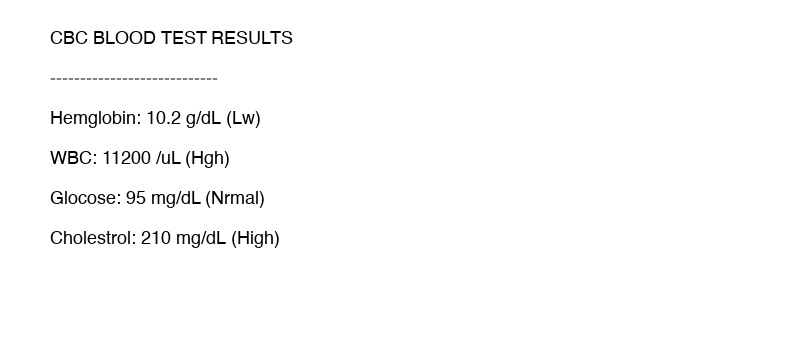 CBC BLOOD TEST RESULTS
----------------------------
Hemglobin: 10.2 g/dL (Lw)
WBC: 11200 /uL (Hgh)
Glocose: 95 mg/dL (Nrmal)
Cholestrol: 210 mg/dL (High)